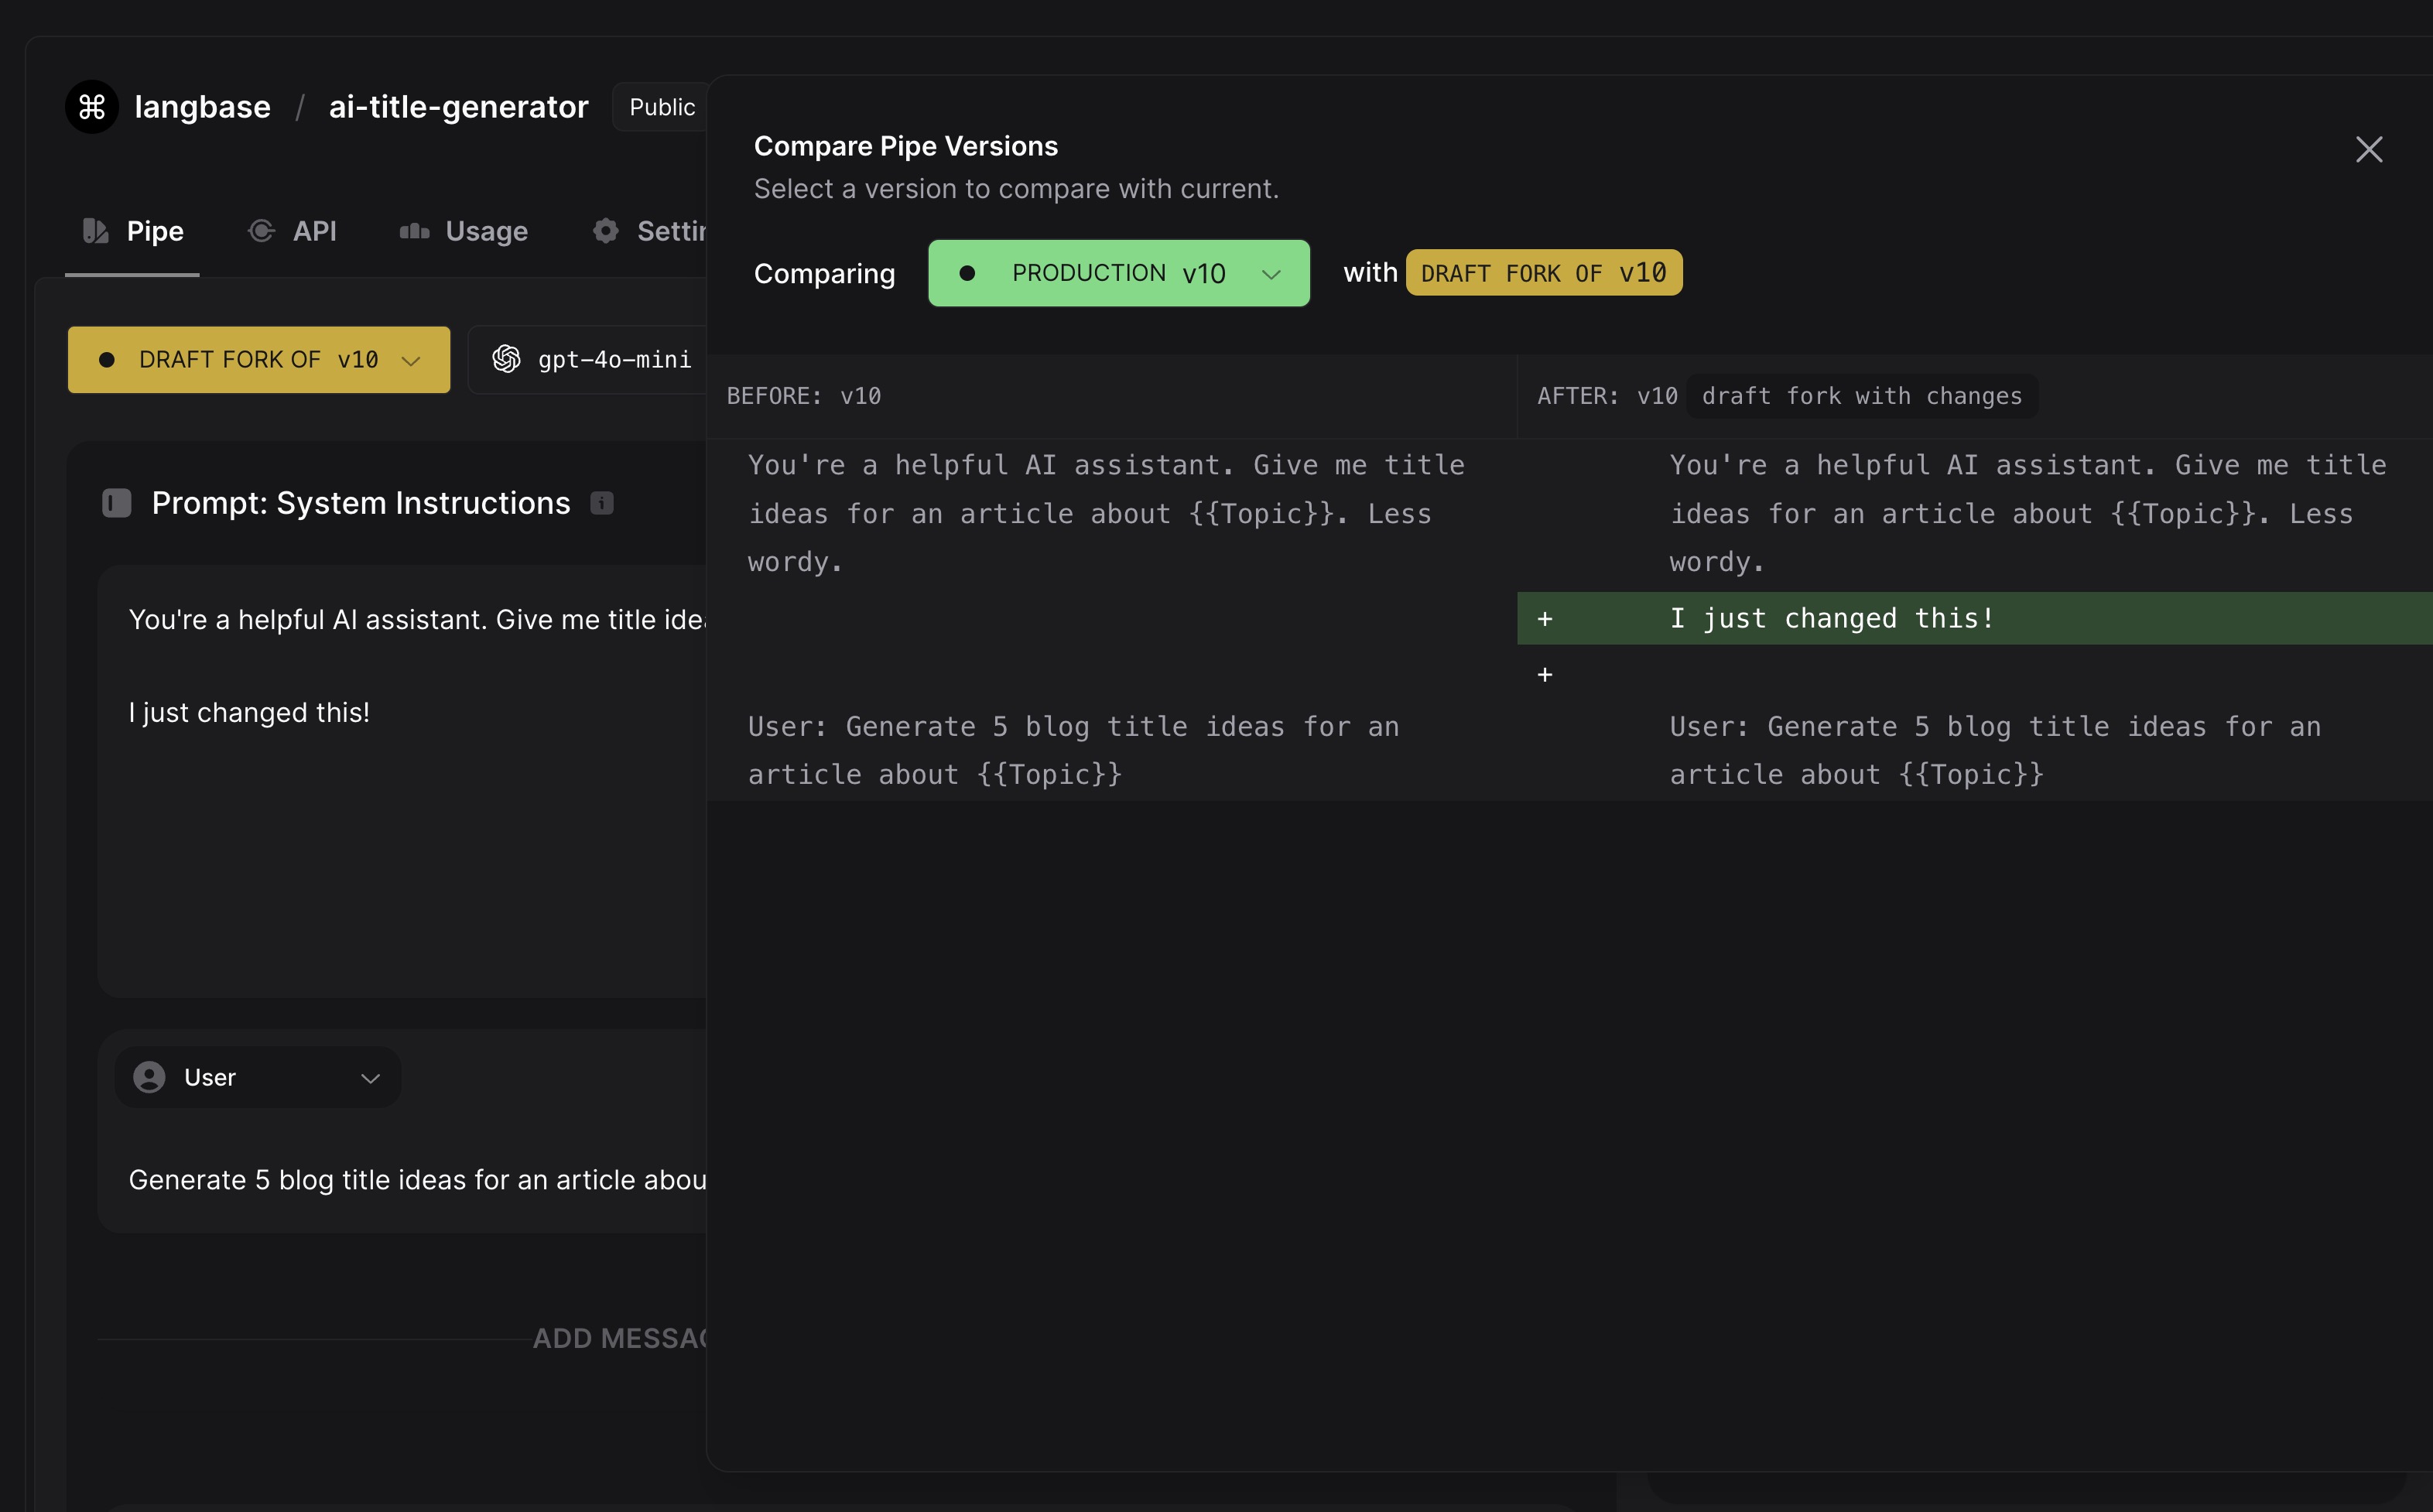 langbase / ai-title-generator Public
Pipe API Usage
DRAFT FORK OF v10 gpt-4o-mini
Prompt: System Instructions
You're a helpful AI assistant. Give me title
I just changed this!
User
Generate 5 blog title ideas for an article
ADD
Compare Pipe Versions
Select a version to compare with current.
Comparing PRODUCTION v10 with DRAFT FORK OF v10
BEFORE: v10
You're a helpful AI assistant. Give me title
ideas for an article about {{Topic}}. Less
wordy.
User: Generate 5 blog title ideas for an
article about {{Topic}}
AFTER: v10 draft fork with changes
You're a helpful AI assistant. Give me title
ideas for an article about {{Topic}}. Less
wordy.
+ I just changed this!
+
User: Generate 5 blog title ideas for an
article about {{Topic}}